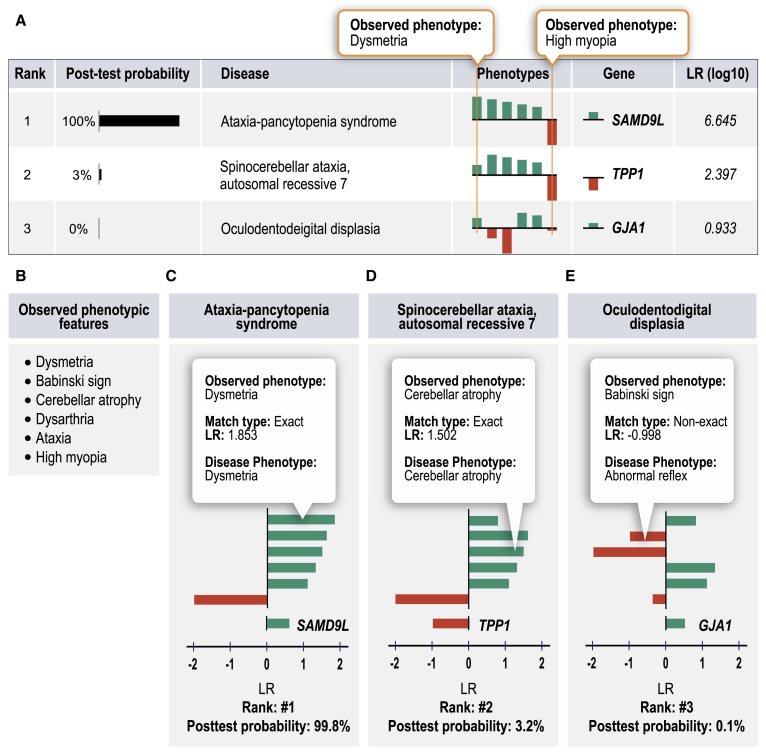 A
Observed phenotype:
Dysmetria
Observed phenotype:
High myopia
Rank Post-test probability Disease Phenotypes Gene LR (log10)
1 100% Ataxia-pancytopenia syndrome SAMD9L 6.645
2 3% Spinocerebellar ataxia,
autosomal recessive 7 TPP1 2.397
3 0% Oculodentodeigital displasia GJA1 0.933
B
Observed phenotypic
features
• Dysmetria
• Babinski sign
• Cerebellar atrophy
• Dysarthria
• Ataxia
• High myopia
C
Ataxia-pancytopenia
syndrome
Observed phenotype:
Dysmetria
Match type: Exact
LR: 1.853
Disease Phenotype:
Dysmetria
SAMD9L
-2 -1 0 1 2
LR
Rank: #1
Posttest probability: 99.8%
D
Spinocerebellar ataxia,
autosomal recessive 7
Observed phenotype:
Cerebellar atrophy
Match type: Exact
LR: 1.502
Disease Phenotype:
Cerebellar atrophy
TPP1
-2 -1 0 1 2
LR
Rank: #2
Posttest probability: 3.2%
E
Oculodentodigital
displasia
Observed phenotype:
Babinski sign
Match type: Non-exact
LR: -0.998
Disease Phenotype:
Abnormal reflex
GJA1
-2 -1 0 1 2
LR
Rank: #3
Posttest probability: 0.1%